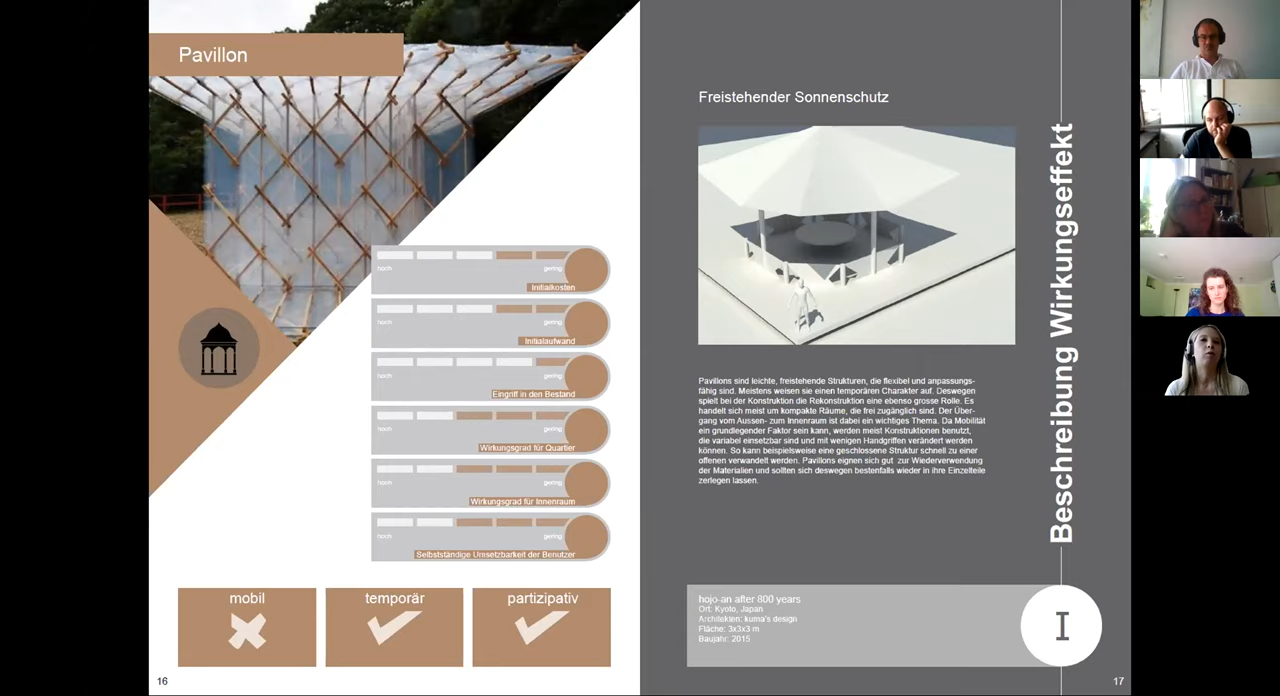 Pavillon
hoch
gering
Initialkosten
hoch
gering
Initialaufwand
hoch
gering
Eingriff in den Bestand
hoch
gering
Wirkungsgrad für Quartier
hoch
gering
Wirkungsgrad für Innenraum
hoch
gering
Selbstständige Umsetzbarkeit der Benutzer
mobil
temporär
partizipativ
16
Freistehender Sonnenschutz
Pavillons sind leichte, freistehende Strukturen, die flexibel und anpassungs-
fähig sind. Meistens weisen sie einen temporären Charakter auf. Deswegen
spielt bei der Konstruktion die Rekonstruktion eine ebenso grosse Rolle. Es
handelt sich meist um kompakte Räume, die frei zugänglich sind. Der Über-
gang vom Aussen- zum Innenraum ist dabei ein wichtiges Thema. Da Mobilität
ein grundlegender Faktor sein kann, werden meist Konstruktionen benutzt,
die variabel einsetzbar sind und mit wenigen Handgriffen verändert werden
können. So kann beispielsweise eine geschlossene Struktur schnell zu einer
offenen verwandelt werden. Pavillons eignen sich gut zur Wiederverwendung
der Materialien und sollten sich deswegen bestenfalls wieder in ihre Einzelteile
zerlegen lassen.
Beschreibung Wirkungseffekt
hojo-an after 800 years
Ort: Kyoto, Japan
Architekten: kuma's design
Fläche: 3x3x3 m
Baujahr: 2015
I
17